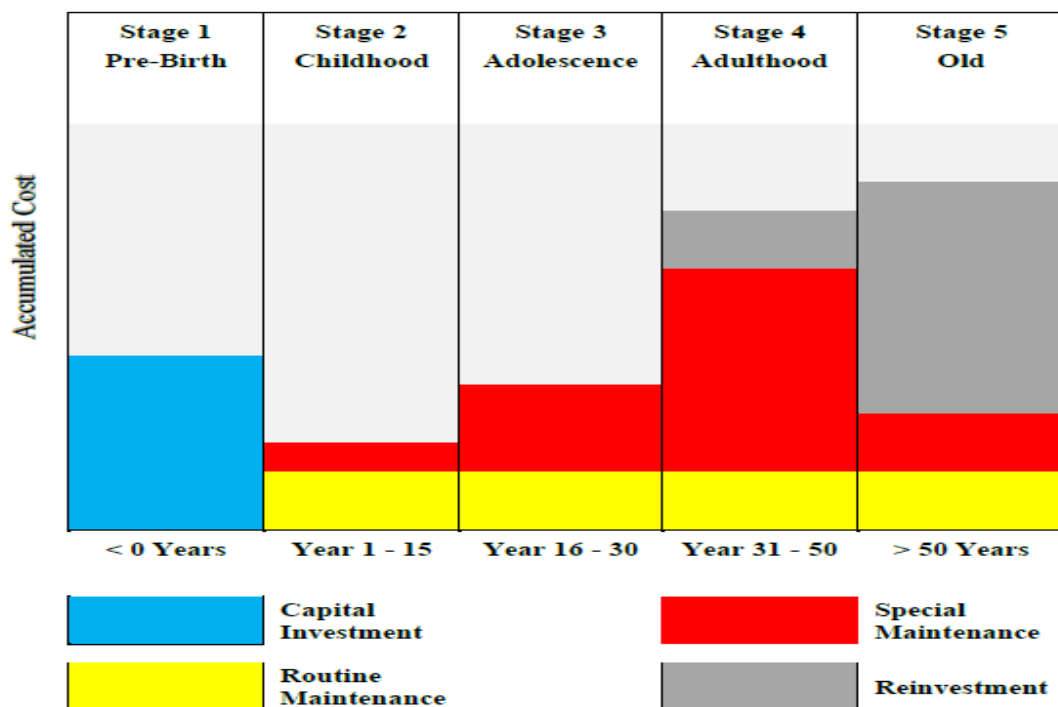 Stage 1
Pre-Birth
Stage 2
Childhood
Stage 3
Adolescence
Stage 4
Adulthood
Stage 5
Old
Accumulated Cost
< 0 Years
Year 1 - 15
Year 16 - 30
Year 31 - 50
> 50 Years
Capital
Investment
Special
Maintenance
Routine
Maintenance
Reinvestment